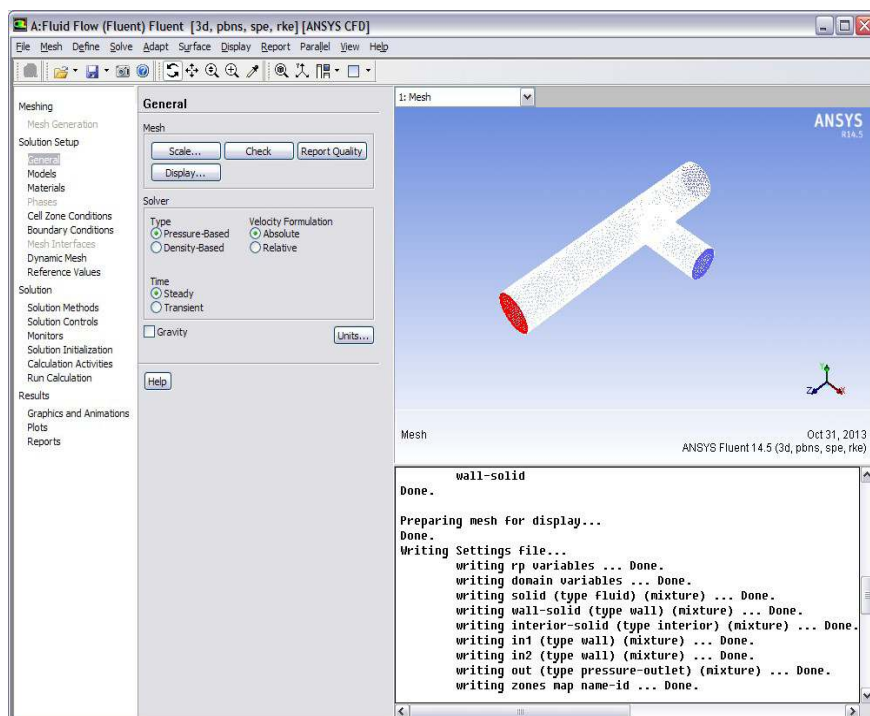 A:Fluid Flow (Fluent) Fluent [3d, pbns, spe, rke] [ANSYS CFD]
File Mesh Define Solve Adapt Surface Display Report Parallel View Help
Meshing
Mesh Generation
Solution Setup
General
Models
Materials
Phases
Cell Zone Conditions
Boundary Conditions
Mesh Interfaces
Dynamic Mesh
Reference Values
Solution
Solution Methods
Solution Controls
Monitors
Solution Initialization
Calculation Activities
Run Calculation
Results
Graphics and Animations
Plots
Reports
General
Mesh
Scale... Check Report Quality
Display...
Solver
Type Velocity Formulation
Pressure-Based Absolute
Density-Based Relative
Time
Steady
Transient
Gravity Units...
Help
1: Mesh
ANSYS
R14.5
Y
Z X
Mesh Oct 31, 2013
ANSYS Fluent 14.5 (3d, pbns, spe, rke)
wall-solid
Done.
Preparing mesh for display...
Done.
Writing Settings file...
writing rp variables ... Done.
writing domain variables ... Done.
writing solid (type fluid) (mixture) ... Done.
writing wall-solid (type wall) (mixture) ... Done.
writing interior-solid (type interior) (mixture) ... Done.
writing in1 (type wall) (mixture) ... Done.
writing in2 (type wall) (mixture) ... Done.
writing out (type pressure-outlet) (mixture) ... Done.
writing zones map name-id ... Done.